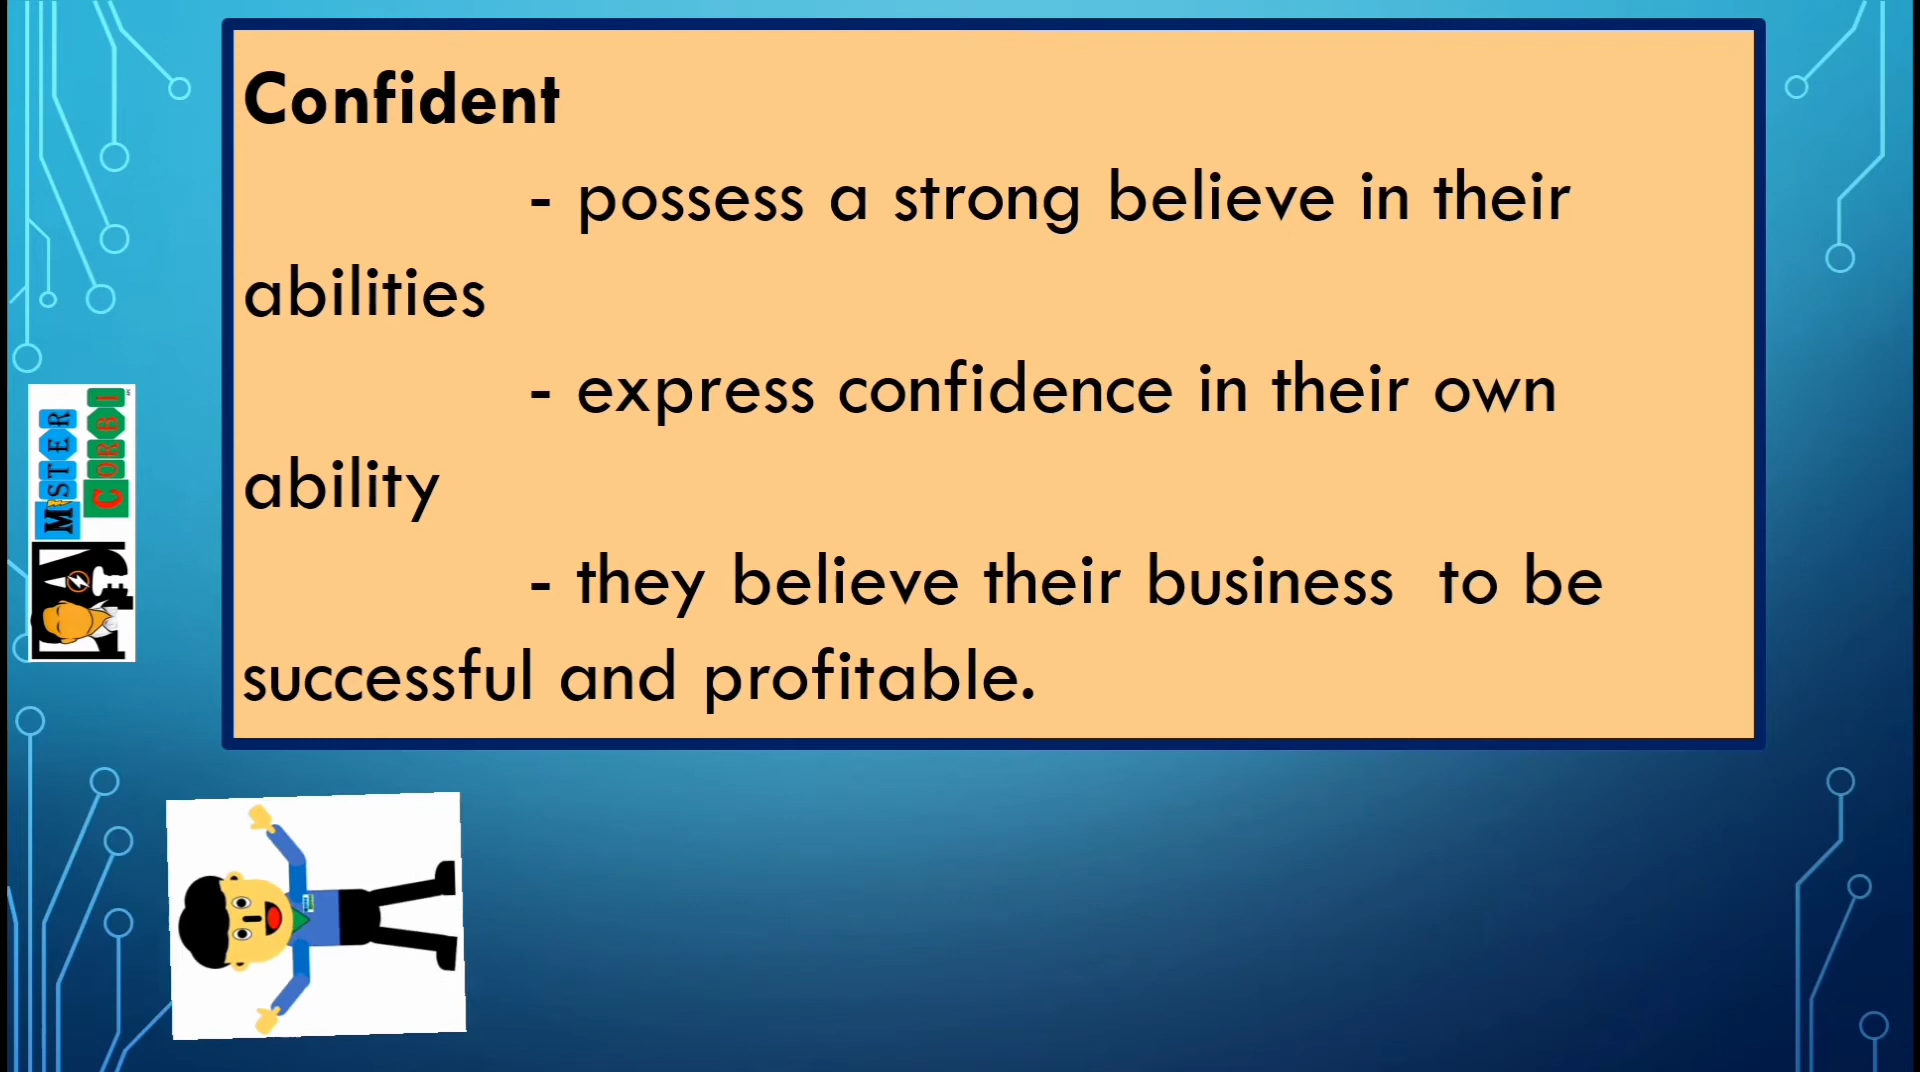 Confident
- possess a strong believe in their
abilities
- express confidence in their own
ability
- they believe their business to be
successful and profitable.
MISTER
CORBI